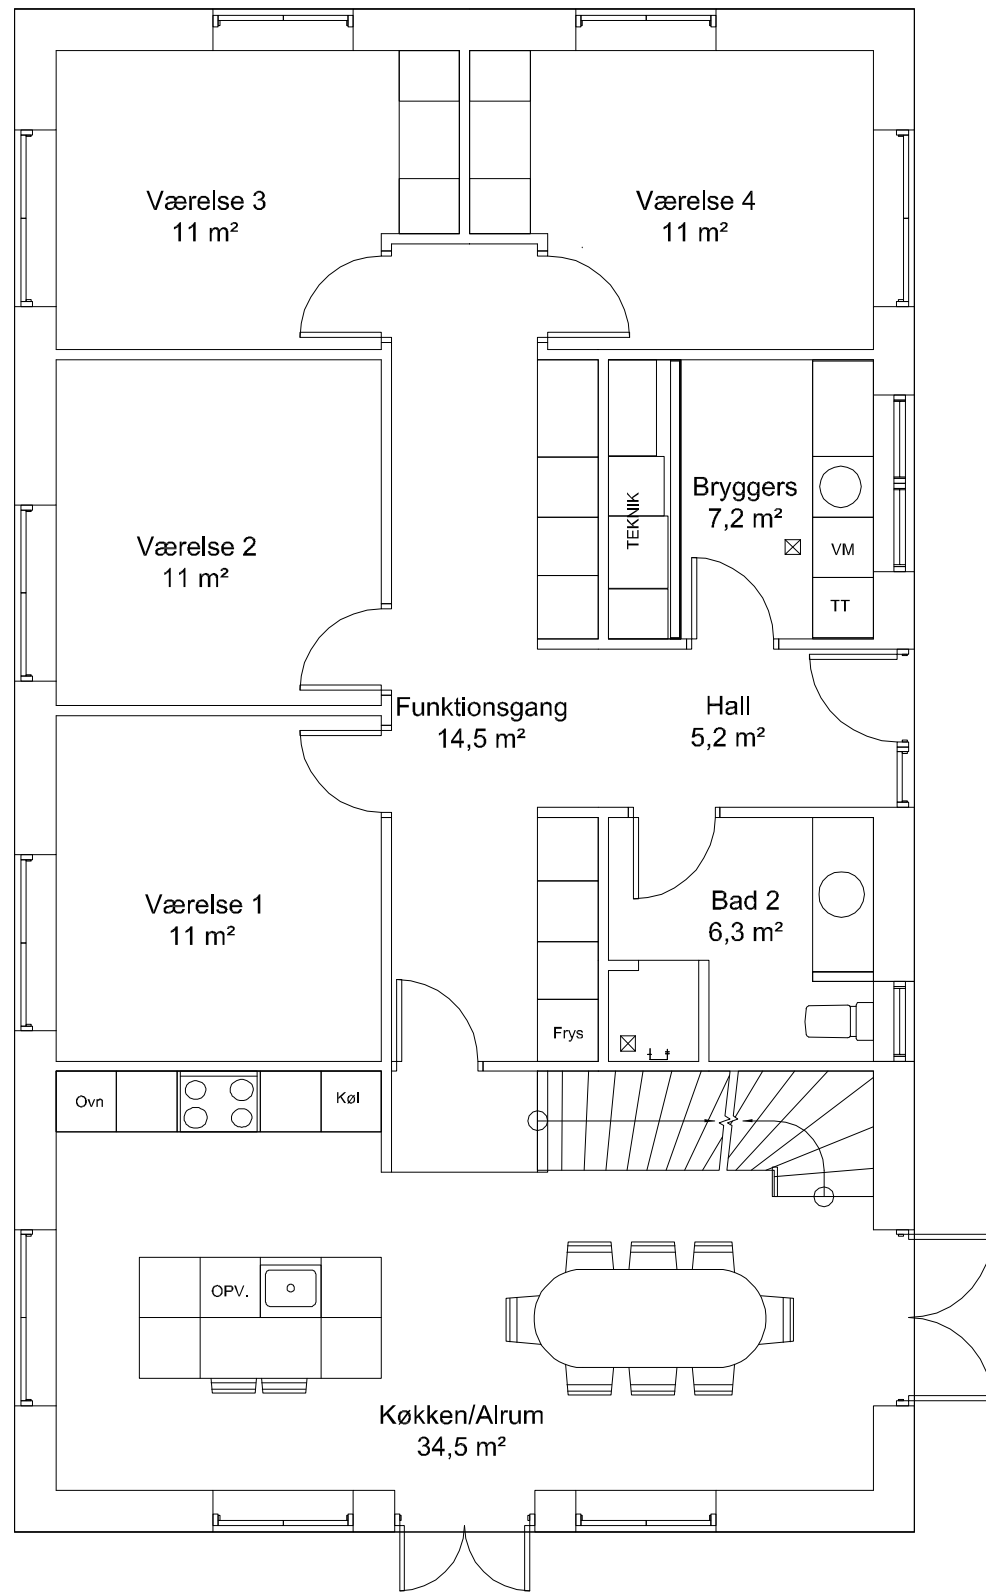 Værelse 3
11 m²
Værelse 4
11 m²
Værelse 2
11 m²
TEKNIK
Bryggers
7,2 m²
VM
TT
Funktionsgang
14,5 m²
Hall
5,2 m²
Værelse 1
11 m²
Bad 2
6,3 m²
Frys
Ovn
Køl
OPV.
Køkken/Alrum
34,5 m²